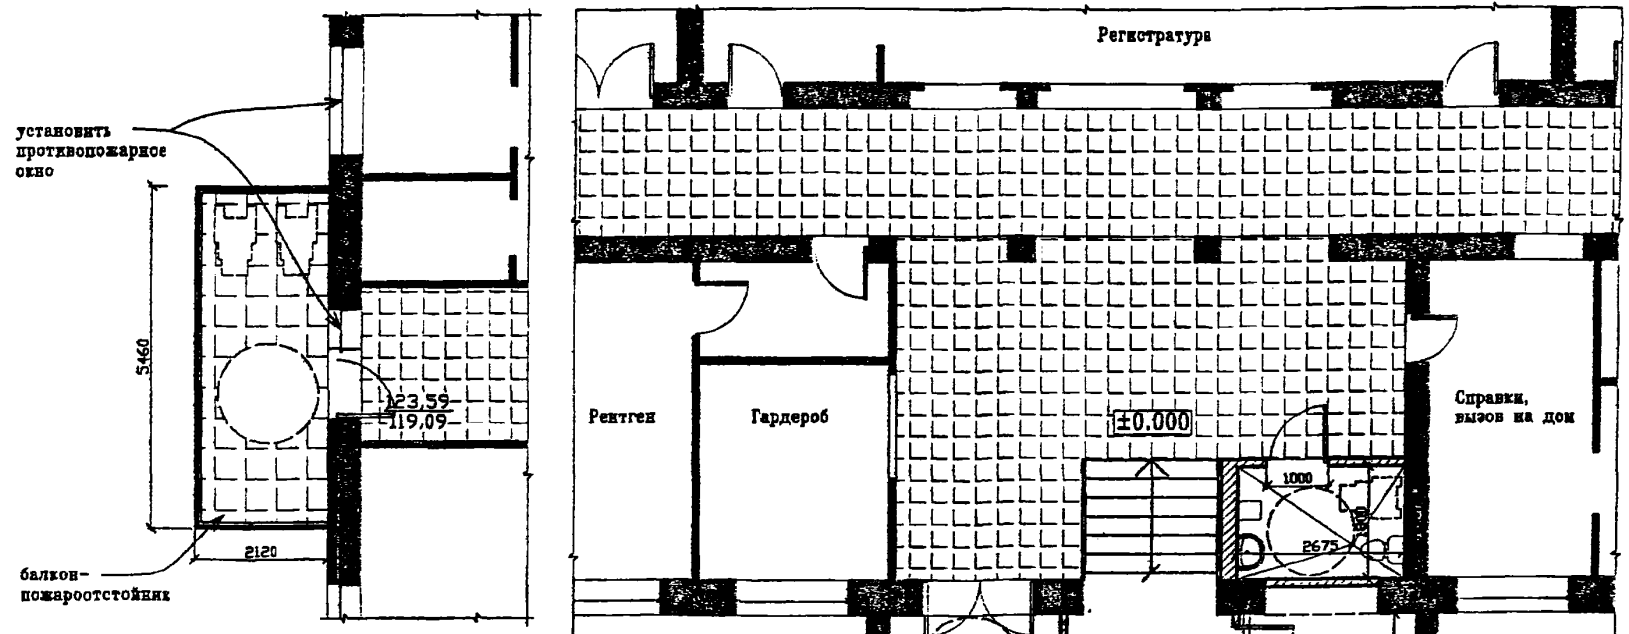 Регистратура
установить
противопожарное
окно
5460
123,59
119,09
Рентген
Гардероб
±0.000
Справки,
вызов на дом
1000
2675
2120
балкон-
пожароотстойник